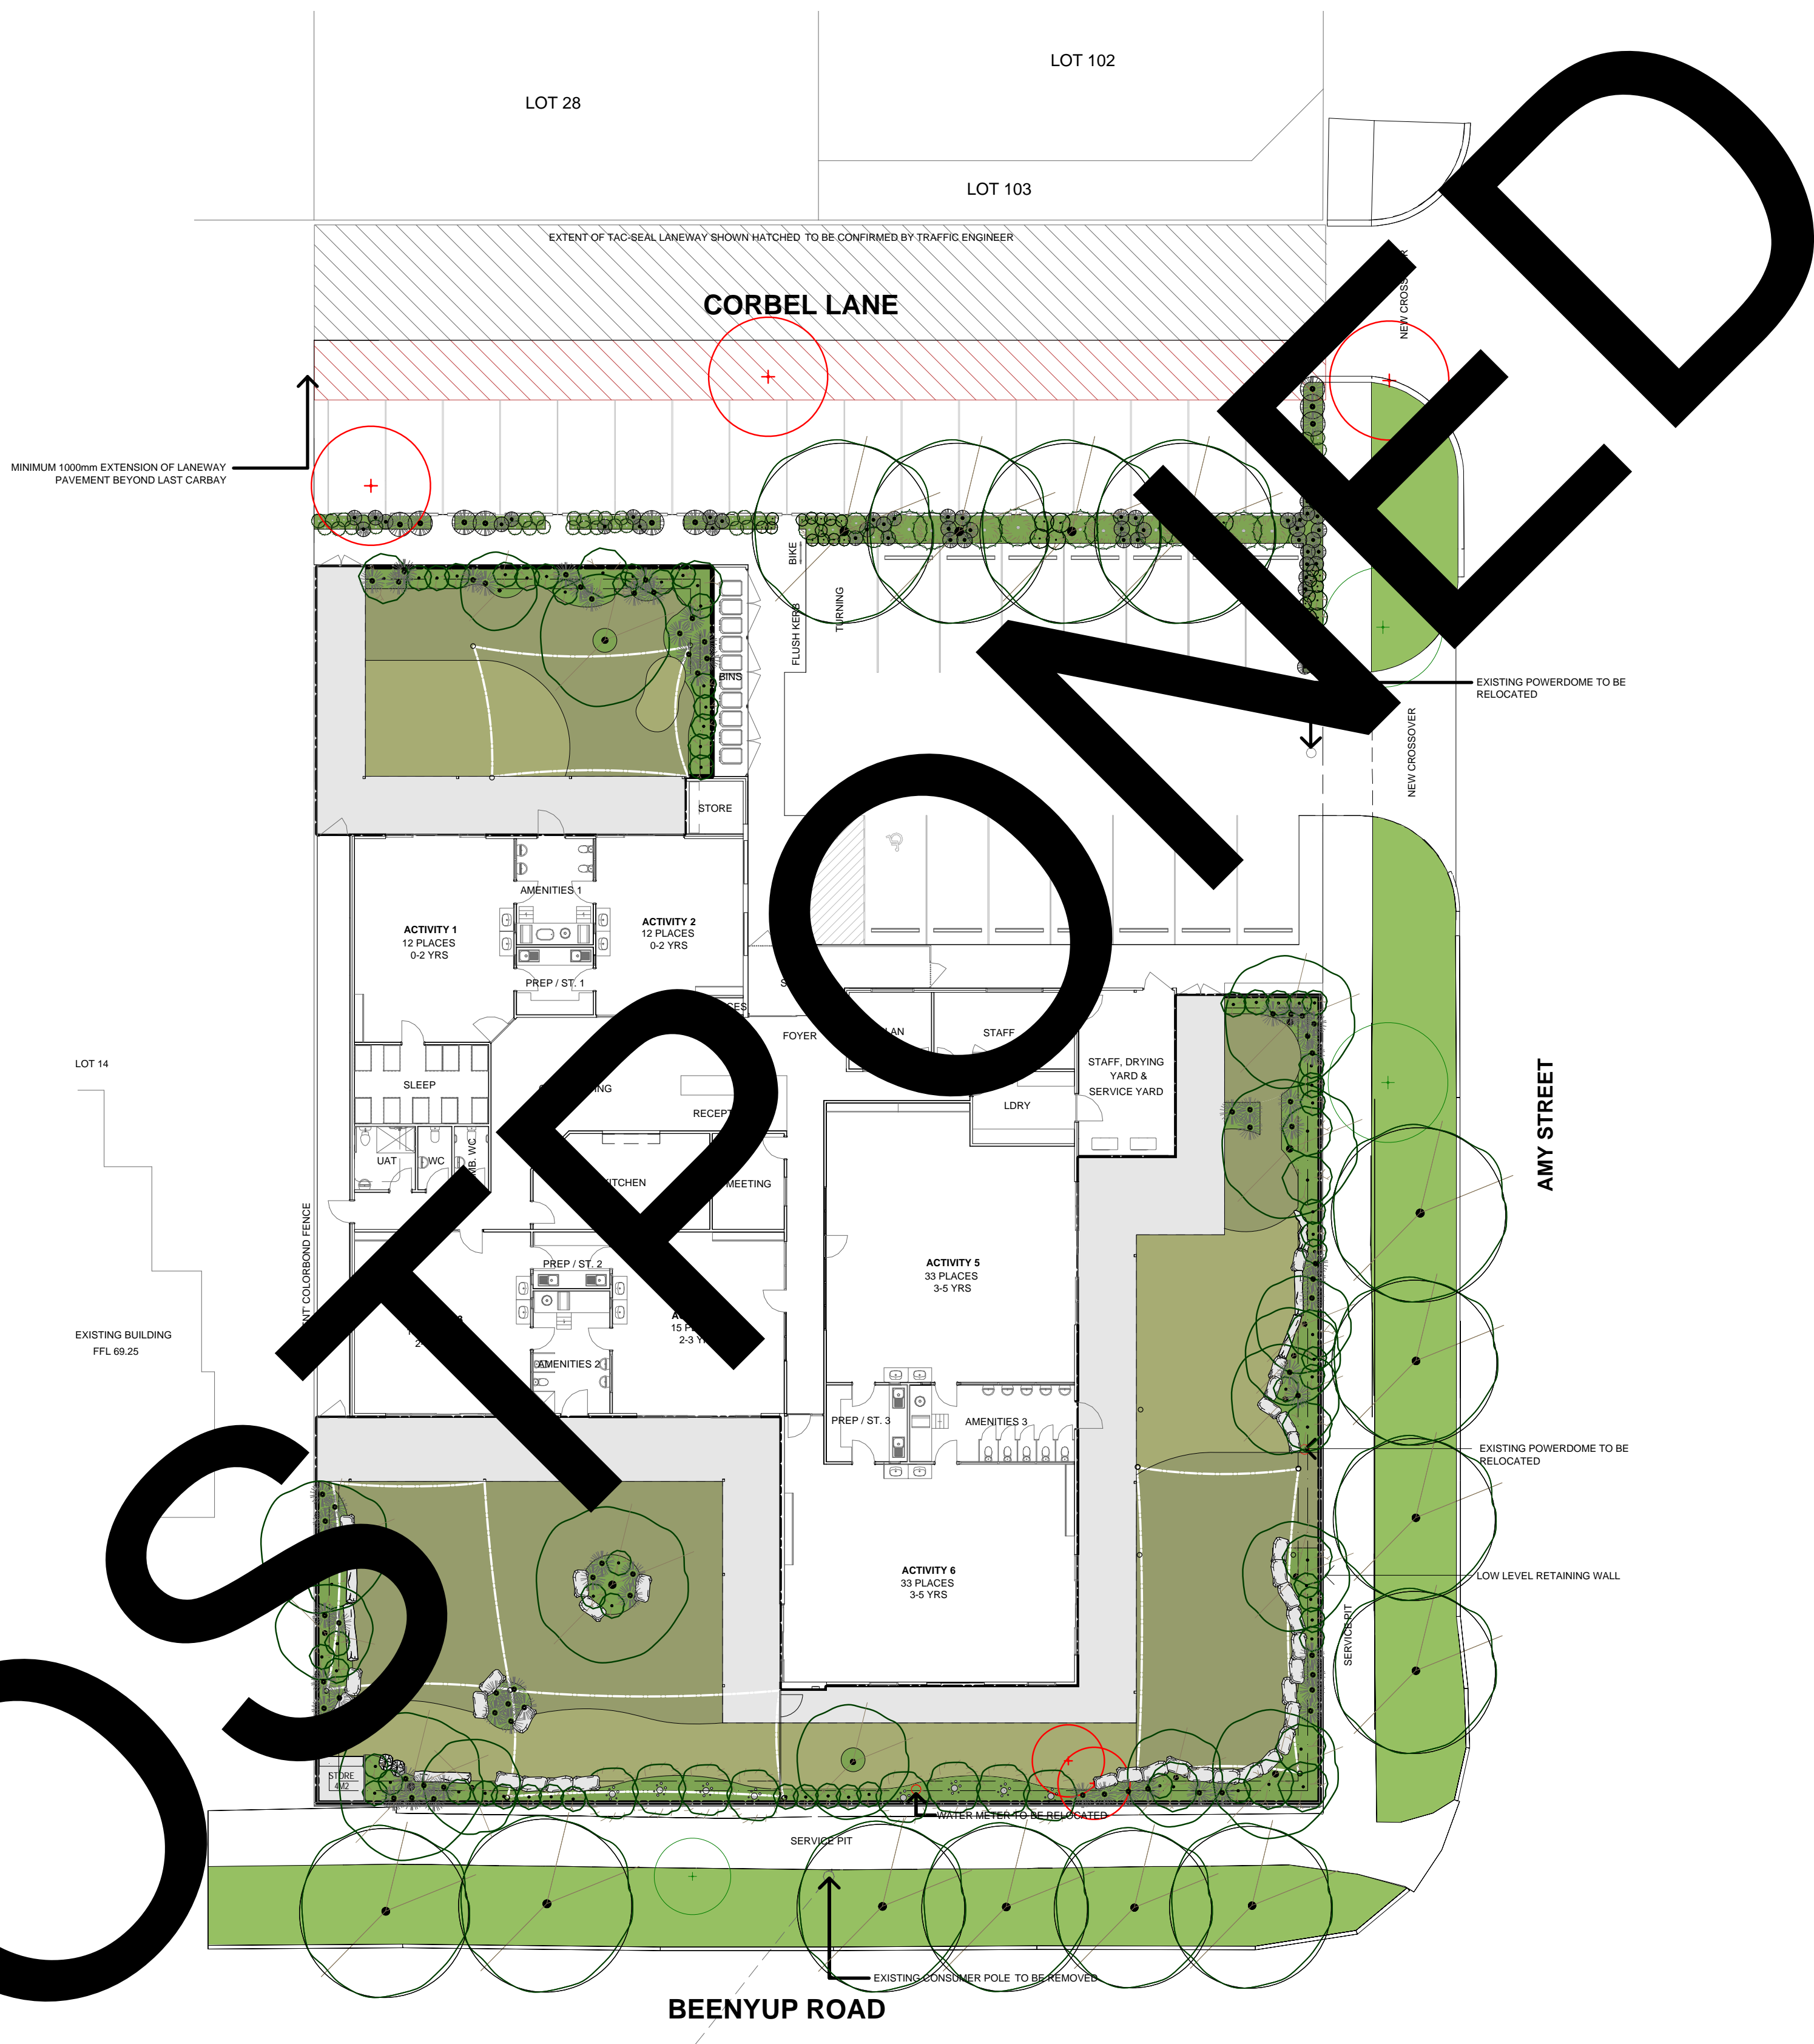 LOT 102
LOT 28
LOT 103
EXTENT OF TAC-SEAL LANEWAY SHOWN HATCHED TO BE CONFIRMED BY TRAFFIC ENGINEER
CORBEL LANE
MINIMUM 1000mm EXTENSION OF LANEWAY
PAVEMENT BEYOND LAST CARBAY
BIKE
TURNING
FLUSH KERB
BINS
EXISTING POWERDOME TO BE
RELOCATED
NEW CROSSOVER
STORE
AMENITIES 1
ACTIVITY 1
12 PLACES
0-2 YRS
ACTIVITY 2
12 PLACES
0-2 YRS
PREP / ST. 1
FOYER
STAFF
STAFF, DRYING
YARD &
SERVICE YARD
LOT 14
SLEEP
LDRY
UAT
WC
MEETING
AMY STREET
COLORBOND FENCE
PREP / ST. 2
ACTIVITY 5
33 PLACES
3-5 YRS
EXISTING BUILDING
FFL 69.25
AMENITIES 2
PREP / ST. 3
AMENITIES 3
EXISTING POWERDOME TO BE
RELOCATED
ACTIVITY 6
33 PLACES
3-5 YRS
LOW LEVEL RETAINING WALL
SERVICE PIT
STORE
4M2
WATER METER TO BE RELOCATED
SERVICE PIT
EXISTING CONSUMER POLE TO BE REMOVED
BEENYUP ROAD
OSTPONED